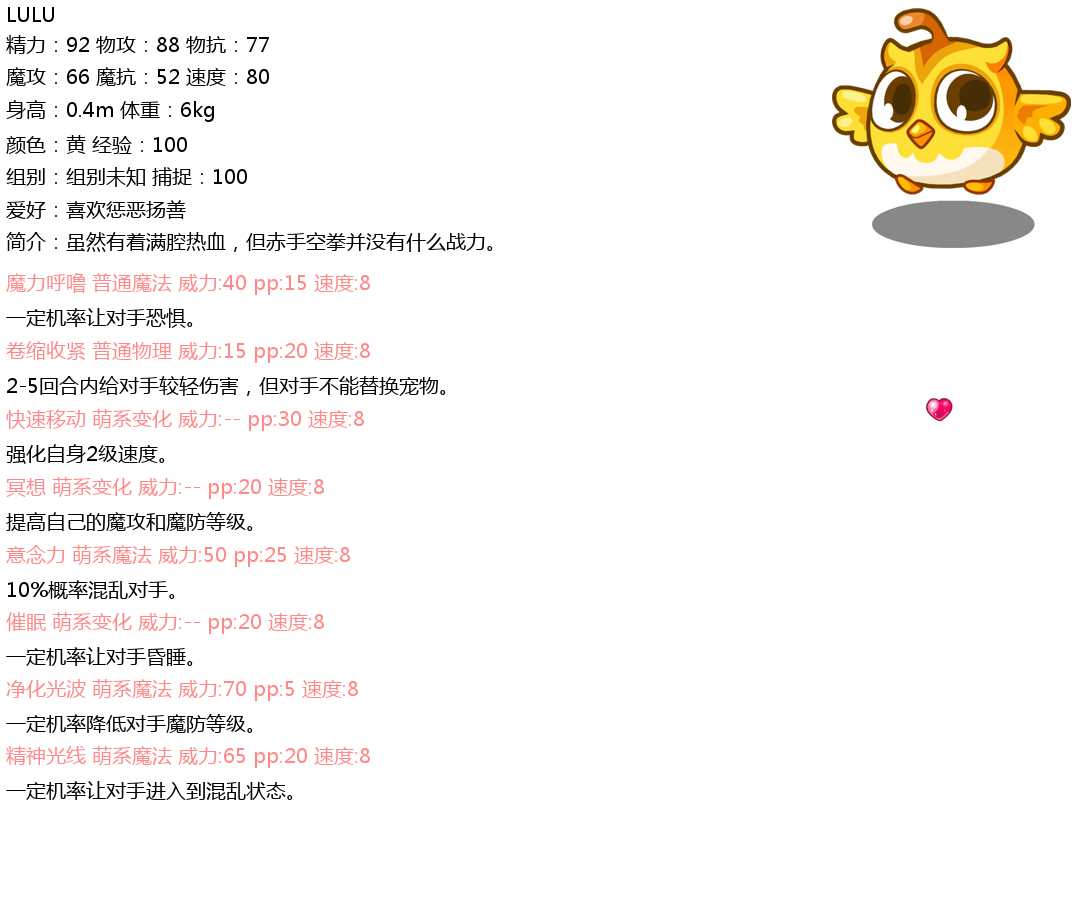 LULU
精力：92 物攻：88 物抗：77
魔攻：66 魔抗：52 速度：80
身高：0.4m 体重：6kg
颜色：黄 经验：100
组别：组别未知 捕捉：100
爱好：喜欢惩恶扬善
简介：虽然有着满腔热血，但赤手空拳并没有什么战力。
魔力呼噜 普通魔法 威力:40 pp:15 速度:8
一定机率让对手恐惧。
卷缩收紧 普通物理 威力:15 pp:20 速度:8
2-5回合内给对手较轻伤害，但对手不能替换宠物。
快速移动 萌系变化 威力:-- pp:30 速度:8
强化自身2级速度。
冥想 萌系变化 威力:-- pp:20 速度:8
提高自己的魔攻和魔防等级。
意念力 萌系魔法 威力:50 pp:25 速度:8
10%概率混乱对手。
催眠 萌系变化 威力:-- pp:20 速度:8
一定机率让对手昏睡。
净化光波 萌系魔法 威力:70 pp:5 速度:8
一定机率降低对手魔防等级。
精神光线 萌系魔法 威力:65 pp:20 速度:8
一定机率让对手进入到混乱状态。